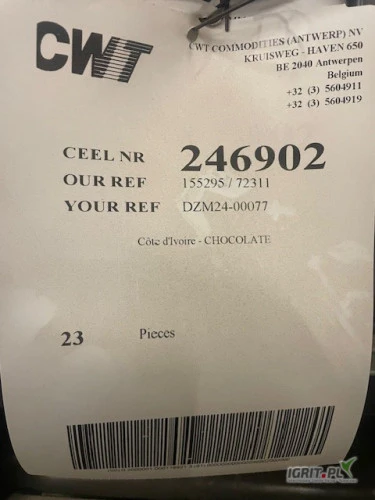 CWT
CWT COMMODITIES (ANTWERP) NV
KRUISWEG - HAVEN 650
BE 2040 Antwerpen
Belgium
+32 (3) 5604911
+32 (3) 5604919
CEEL NR 246902
OUR REF 155295 / 72311
YOUR REF DZM24-00077
Côte d'Ivoire - CHOCOLATE
23 Pieces
IGRIT.PL